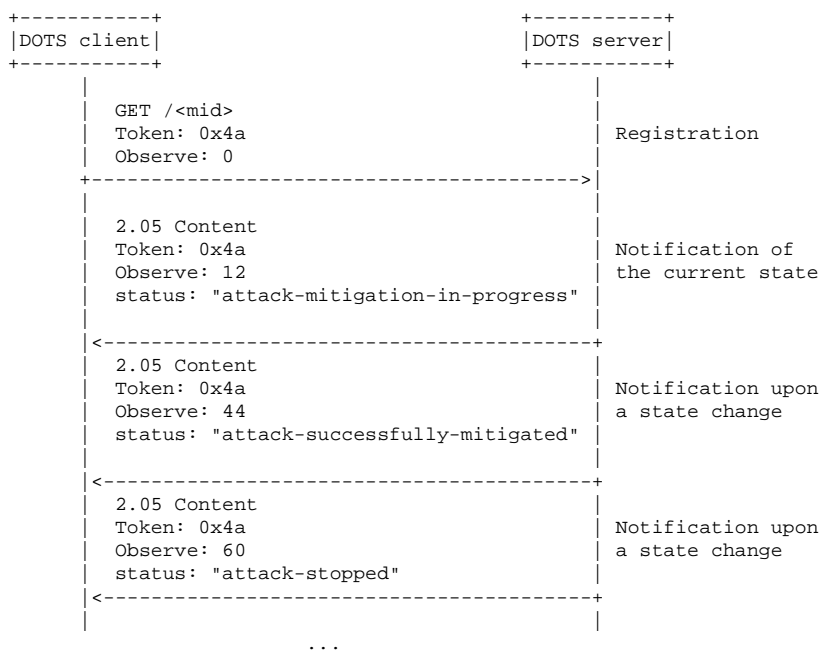 DOTS client DOTS server
GET /<mid>
Token: 0x4a Registration
Observe: 0
2.05 Content
Token: 0x4a Notification of
Observe: 12 the current state
status: "attack-mitigation-in-progress"
2.05 Content
Token: 0x4a Notification upon
Observe: 44 a state change
status: "attack-successfully-mitigated"
2.05 Content
Token: 0x4a Notification upon
Observe: 60 a state change
status: "attack-stopped"
...